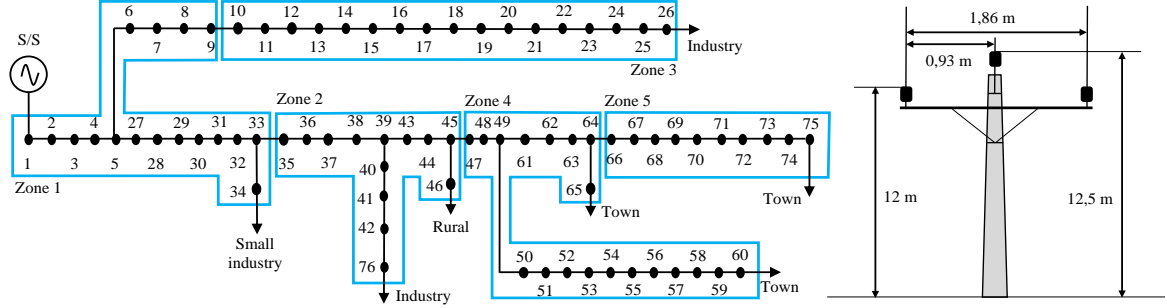 6 8 10 12 14 16 18 20 22 24 26
S/S
7 9 11 13 15 17 19 21 23 25
Industry
Zone 3
Zone 2
Zone 4
Zone 5
2 4 27 29 31 33 36 38 39 43 45 48 49 62 64 67 69 71 73 75
1 3 5 28 30 32 35 37 40 44 47 61 63 66 68 70 72 74
Zone 1
34 41 46 65
Rural
Town
Town
Small
industry
42
76
Industry
50 52 54 56 58 60
51 53 55 57 59
Town
1,86 m
0,93 m
12 m
12,5 m